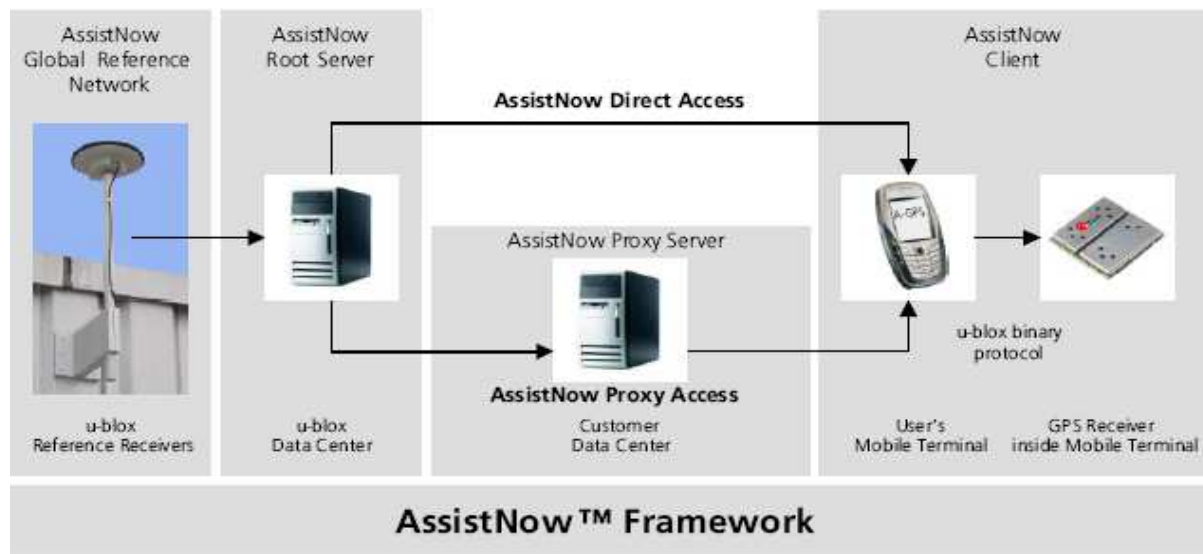 AssistNow
Global Reference
Network
AssistNow
Root Server
AssistNow
Client
AssistNow Direct Access
A-GPS
AssistNow Proxy Server
u-blox binary
protocol
AssistNow Proxy Access
u-blox
Reference Receivers
u-blox
Data Center
Customer
Data Center
User's
Mobile Terminal
GPS Receiver
inside Mobile Terminal
AssistNow™ Framework